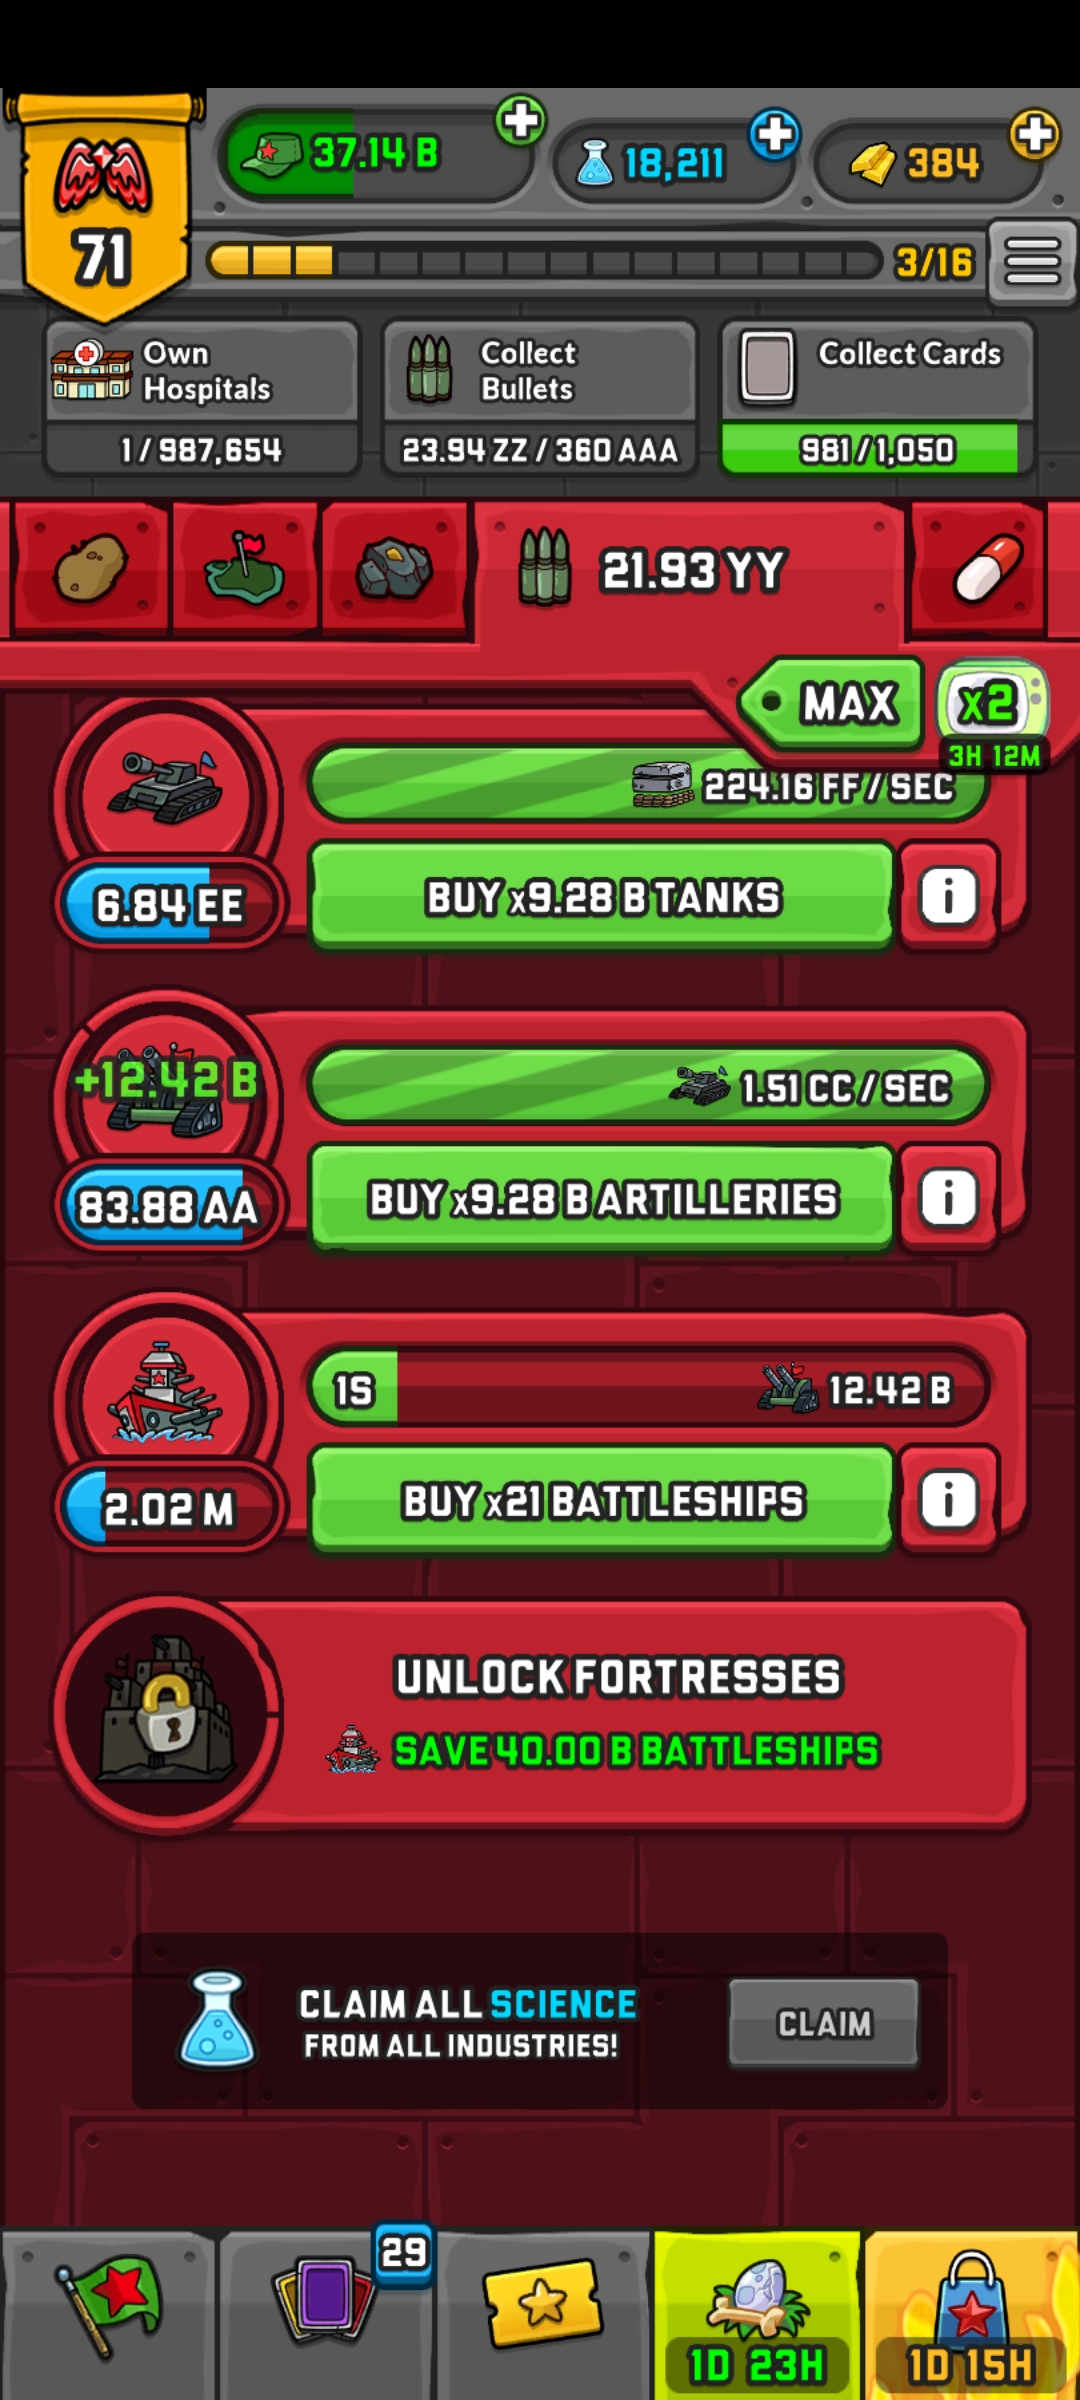 71
37.14 B
18,211
384
3/16
Own
Hospitals
1 / 987,654
Collect
Bullets
23.94 ZZ / 360 AAA
Collect Cards
981 / 1,050
21.93 YY
MAX
x2
3H 12M
224.16 FF / SEC
6.84 EE
BUY x9.28 B TANKS
i
+12.42 B
1.51 CC / SEC
83.88 AA
BUY x9.28 B ARTILLERIES
i
1S
12.42 B
2.02 M
BUY x21 BATTLESHIPS
i
UNLOCK FORTRESSES
SAVE 40.00 B BATTLESHIPS
CLAIM ALL SCIENCE
FROM ALL INDUSTRIES!
CLAIM
29
1D 23H
1D 15H